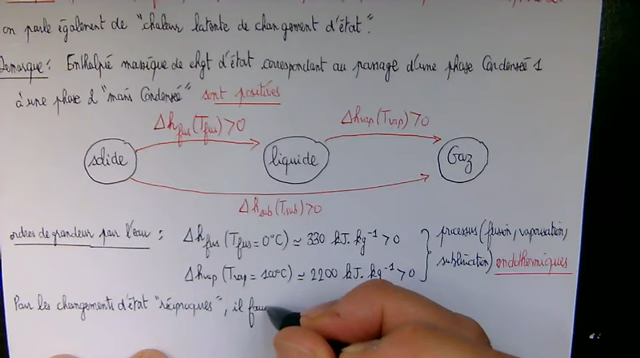 on parle également de "chaleur latente de changement d'état".
Remarque : Enthalpie massique de chgt d'état correspondant au passage d'une phase Condensée 1
à une phase 2 "moins Condensée" sont positives
Δhfus(Tfus)>0
Δhvap(Tvap)>0
solide
liquide
Gaz
Δhsub(Tsub)>0
ordres de grandeur pour l'eau :
Δhfus(Tfus=0°C) ≃ 330 kJ.kg⁻¹ >0
Δhvap(Tvap=100°C) ≃ 2200 kJ.kg⁻¹ >0
processus (fusion, vaporisation,
sublimation) endothermiques
Pour les changements d'état "réciproques", il fau